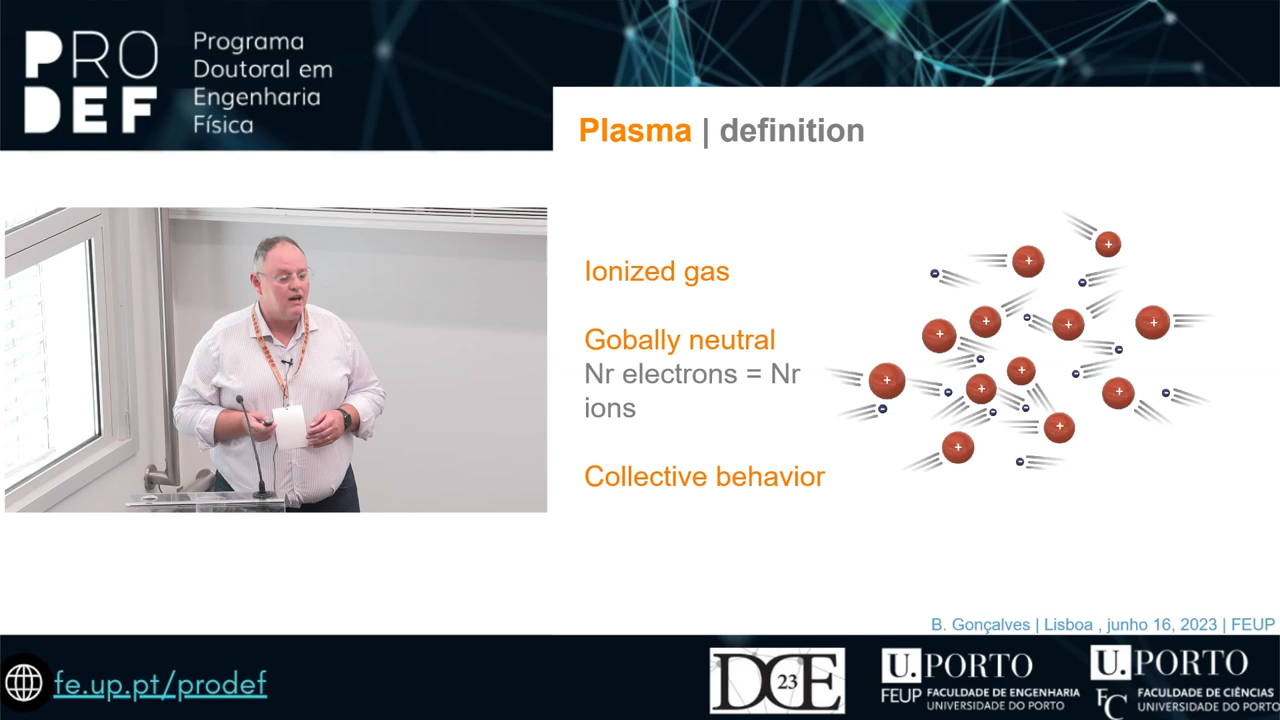 PRO
DEF
Programa
Doutoral em
Engenharia
Física
Plasma | definition
Ionized gas
Gobally neutral
Nr electrons = Nr
ions
Collective behavior
B. Gonçalves | Lisboa , junho 16, 2023 | FEUP
fe.up.pt/prodef
DCE
23
U.PORTO
FEUP FACULDADE DE ENGENHARIA
UNIVERSIDADE DO PORTO
U.PORTO
FC FACULDADE DE CIÊNCIAS
UNIVERSIDADE DO PORTO